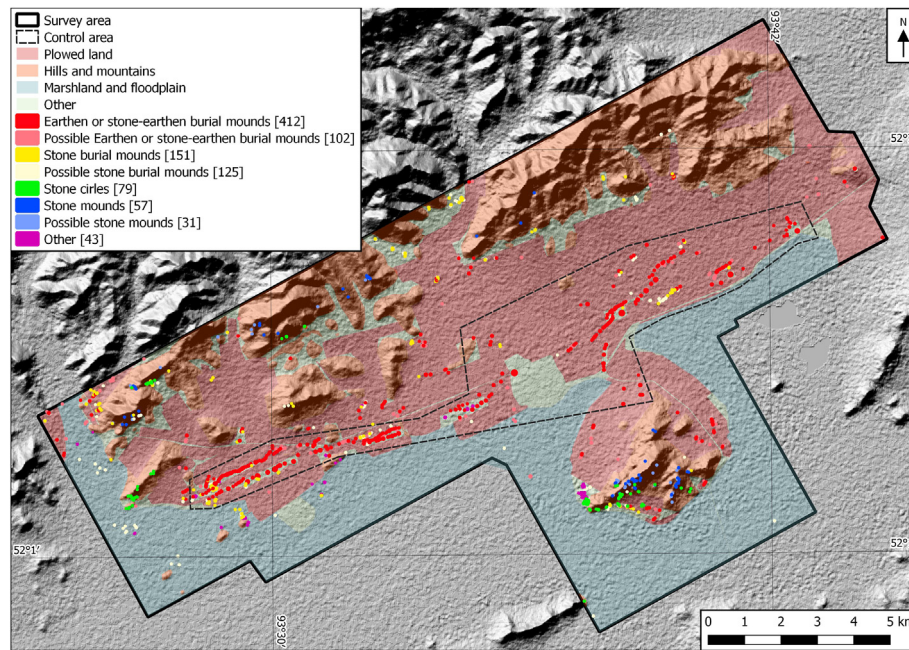 Survey area
Control area
Plowed land
Hills and mountains
Marshland and floodplain
Other
Earthen or stone-earthen burial mounds [412]
Possible Earthen or stone-earthen burial mounds [102]
Stone burial mounds [151]
Possible stone burial mounds [125]
Stone cirles [79]
Stone mounds [57]
Possible stone mounds [31]
Other [43]
93°42'
N
52°
52°1'
52°
93°30'
0 1 2 3 4 5 km